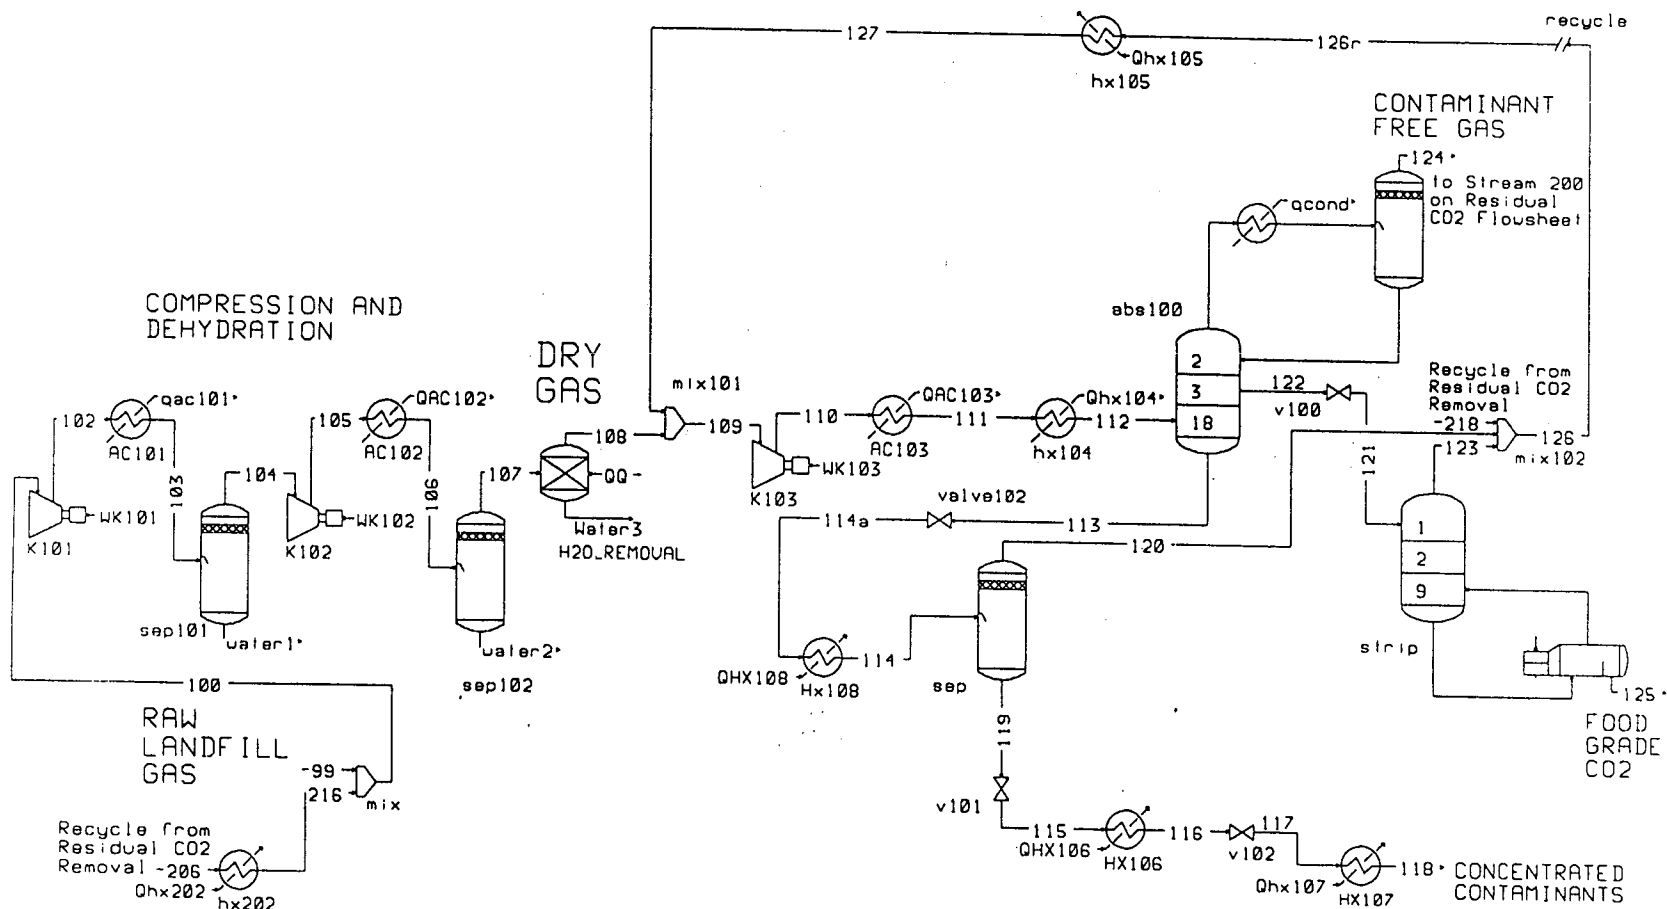 recycle
127
126r
Qhx105
hx105
CONTAMINANT
FREE GAS
124
to Stream 200
on Residual
CO2 Flowsheet
qcond
COMPRESSION AND
DEHYDRATION
abs100
DRY
GAS
2
3
18
122
v100
121
Recycle from
Residual CO2
Removal
-218
123
126
mix102
mix101
qac101
102
AC101
103
QAC102
105
AC102
106
108
109
110
QAC103
111
AC103
Qhx104
112
hx104
104
107
QQ
WK103
K103
WK101
K101
WK102
K102
Water3
H2O_REMOVAL
valve102
114a
113
120
1
2
9
strip
sep101
water1
water2
sep102
QHX108
Hx108
114
sep
125
FOOD
GRADE
CO2
100
RAW
LANDFILL
GAS
-99
216
mix
119
v101
115
QHX106
HX106
116
117
v102
Qhx107
HX107
118
CONCENTRATED
CONTAMINANTS
Recycle from
Residual CO2
Removal -206
Qhx202
hx202